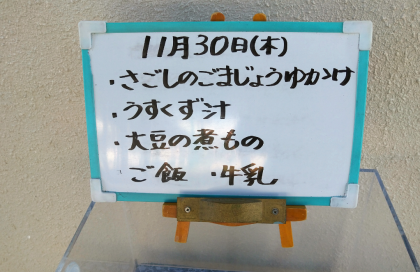 11月30日(木)
・さごしのごまじょうゆかけ
・うすくず汁
・大豆の煮もの
ご飯 ・牛乳